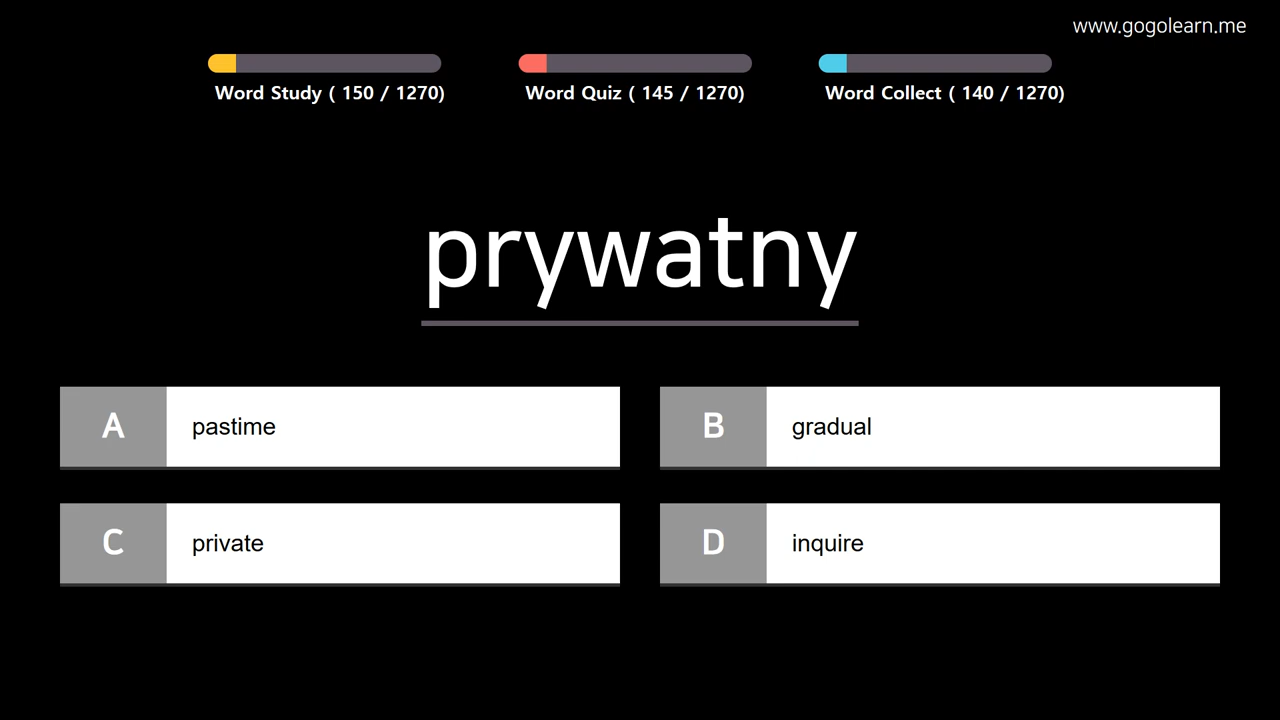 www.gogolearn.me
Word Study ( 150 / 1270)
Word Quiz ( 145 / 1270)
Word Collect ( 140 / 1270)
prywatny
A pastime
B gradual
C private
D inquire